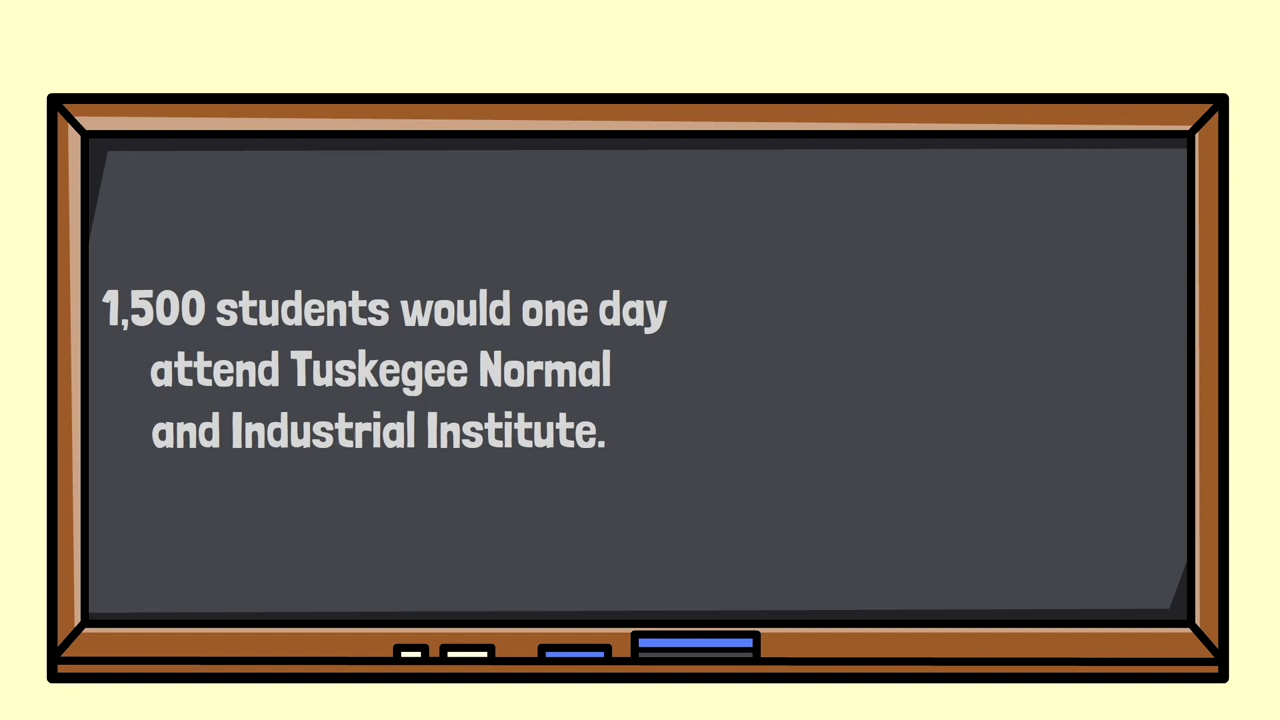 1,500 students would one day
attend Tuskegee Normal
and Industrial Institute.